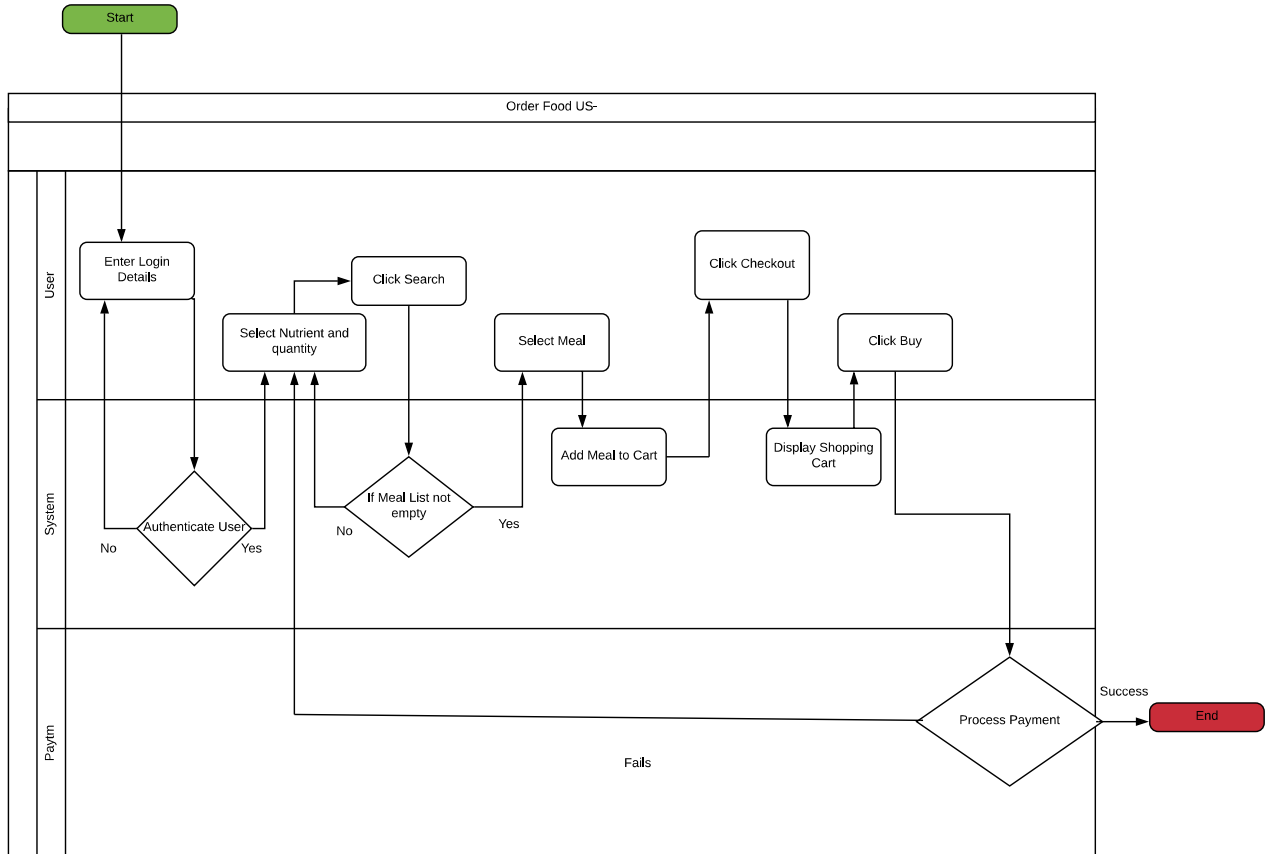 Start
Order Food US-
User
Enter Login
Details
Select Nutrient and
quantity
Click Search
Select Meal
Click Checkout
Click Buy
System
Authenticate User
No
Yes
If Meal List not
empty
No
Yes
Add Meal to Cart
Display Shopping
Cart
Paytm
Process Payment
Fails
Success
End